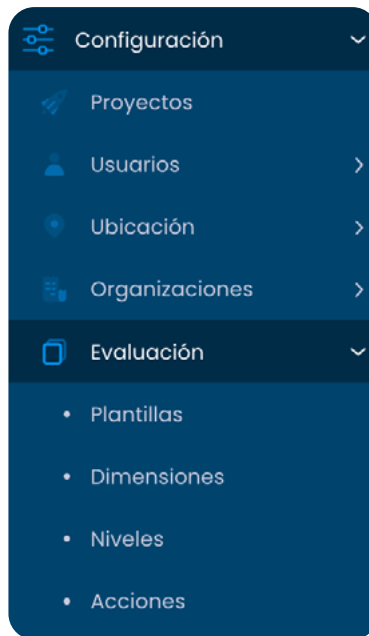 Configuración
Proyectos
Usuarios
Ubicación
Organizaciones
Evaluación
Plantillas
Dimensiones
Niveles
Acciones